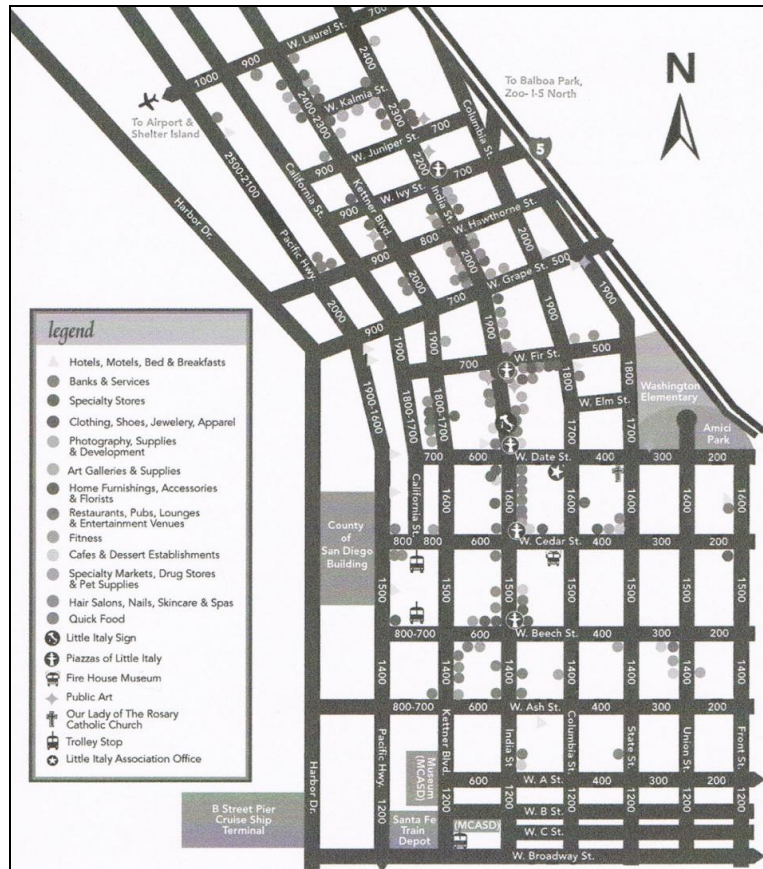 700
W. Laurel St.
900
1000
2400
N
To Balboa Park,
Zoo- I-5 North
To Airport &
Shelter Island
2400-2300
W. Kalmia St.
2300
Columbia St.
700
W. Juniper St.
900
2200
5
2500-2100
California St.
Kettner Blvd.
700
W. Ivy St.
900
India St.
Harbor Dr.
Pacific Hwy.
W. Hawthorne St.
800
900
2000
2000
2000
500
W. Grape St.
700
1900
2000
900
1900
1900
1900
W. Fir St.
500
700
1800
1800
1900-1600
1800-1700
1800-1700
W. Elm St.
1700
1700
Washington
Elementary
Amici
Park
700
600
W. Date St.
400
300
200
California St.
1600
1600
1600
1600
1600
1600
800
800
600
W. Cedar St.
400
300
200
County
of
San Diego
Building
1500
1500
1500
1500
1500
1500
1500
800-700
600
W. Beech St.
400
300
200
1400
1400
1400
1400
1400
1400
1400
800-700
600
W. Ash St.
400
300
200
Harbor Dr.
Pacific Hwy.
Kettner Blvd.
India St
Columbia St.
State St.
Union St.
Front St.
Museum
(MCASD)
600
W. A St.
400
300
200
1200
1200
1200
1200
1200
1200
1200
B Street Pier
Cruise Ship
Terminal
Santa Fe
Train
Depot
(MCASD)
W. B St.
W. C St.
W. Broadway St.
legend
Hotels, Motels, Bed & Breakfasts
Banks & Services
Specialty Stores
Clothing, Shoes, Jewelery, Apparel
Photography, Supplies
& Development
Art Galleries & Supplies
Home Furnishings, Accessories
& Florists
Restaurants, Pubs, Lounges
& Entertainment Venues
Fitness
Cafes & Dessert Establishments
Specialty Markets, Drug Stores
& Pet Supplies
Hair Salons, Nails, Skincare & Spas
Quick Food
Little Italy Sign
Piazzas of Little Italy
Fire House Museum
Public Art
Our Lady of The Rosary
Catholic Church
Trolley Stop
Little Italy Association Office